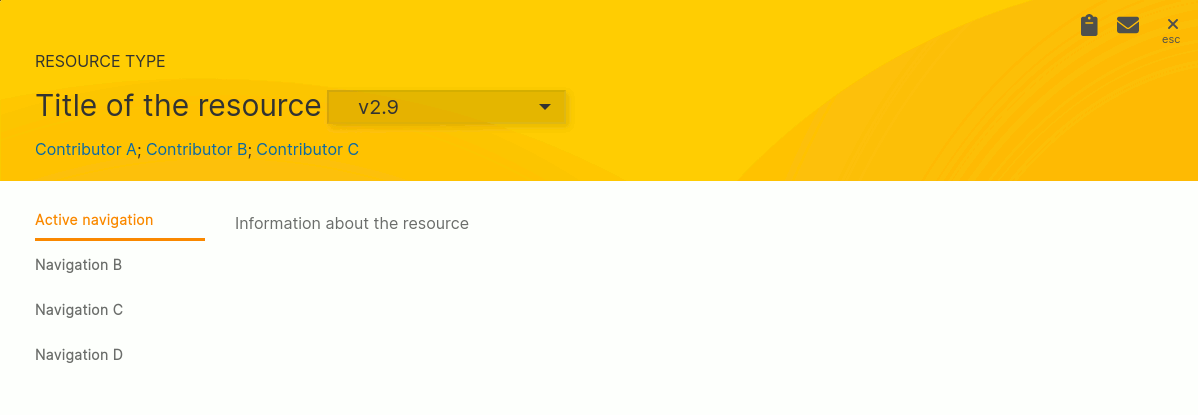 esc
RESOURCE TYPE
Title of the resource v2.9
Contributor A; Contributor B; Contributor C
Active navigation
Information about the resource
Navigation B
Navigation C
Navigation D